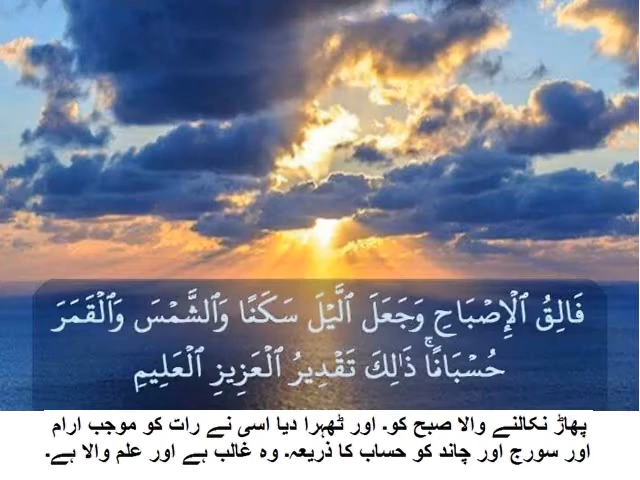 فَالِقُ ٱلْإِصْبَاحِ وَجَعَلَ ٱلَّيْلَ سَكَنًا وَٱلشَّمْسَ وَٱلْقَمَرَ
حُسْبَانًا ۚ ذَٰلِكَ تَقْدِيرُ ٱلْعَزِيزِ ٱلْعَلِيمِ
پھاڑ نکالنے والا صبح کو۔ اور ٹھہرا دیا اسی نے رات کو موجب ارام
اور سورج اور چاند کو حساب کا ذریعہ۔ وہ غالب ہے اور علم والا ہے۔